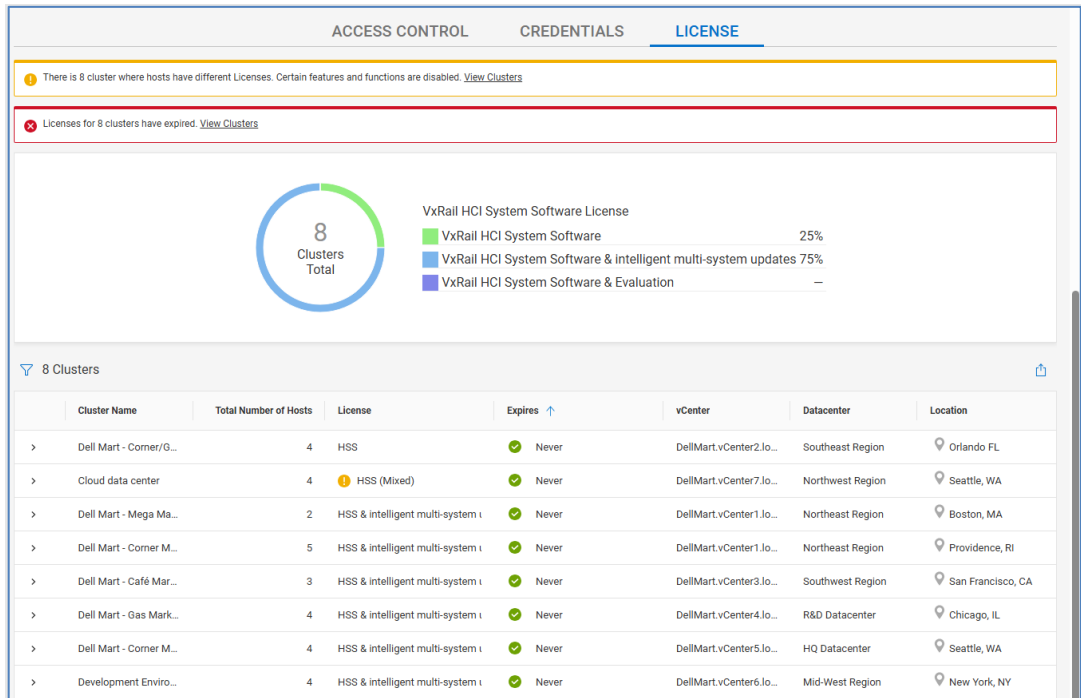 ACCESS CONTROL CREDENTIALS LICENSE
There is 8 cluster where hosts have different Licenses. Certain features and functions are disabled. View Clusters
Licenses for 8 clusters have expired. View Clusters
8
Clusters
Total
VxRail HCI System Software License
VxRail HCI System Software 25%
VxRail HCI System Software & intelligent multi-system updates 75%
VxRail HCI System Software & Evaluation —
8 Clusters
Cluster Name Total Number of Hosts License Expires vCenter Datacenter Location
Dell Mart - Corner/G... 4 HSS Never DellMart.vCenter2.lo... Southeast Region Orlando FL
Cloud data center 4 HSS (Mixed) Never DellMart.vCenter7.lo... Northwest Region Seattle, WA
Dell Mart - Mega Ma... 2 HSS & intelligent multi-system Never DellMart.vCenter1.lo... Northeast Region Boston, MA
Dell Mart - Corner M... 5 HSS & intelligent multi-system Never DellMart.vCenter1.lo... Northeast Region Providence, RI
Dell Mart - Café Mar... 3 HSS & intelligent multi-system Never DellMart.vCenter3.lo... Southwest Region San Francisco, CA
Dell Mart - Gas Mark... 4 HSS & intelligent multi-system Never DellMart.vCenter4.lo... R&D Datacenter Chicago, IL
Dell Mart - Corner M... 4 HSS & intelligent multi-system Never DellMart.vCenter5.lo... HQ Datacenter Seattle, WA
Development Enviro... 4 HSS & intelligent multi-system Never DellMart.vCenter6.lo... Mid-West Region New York, NY